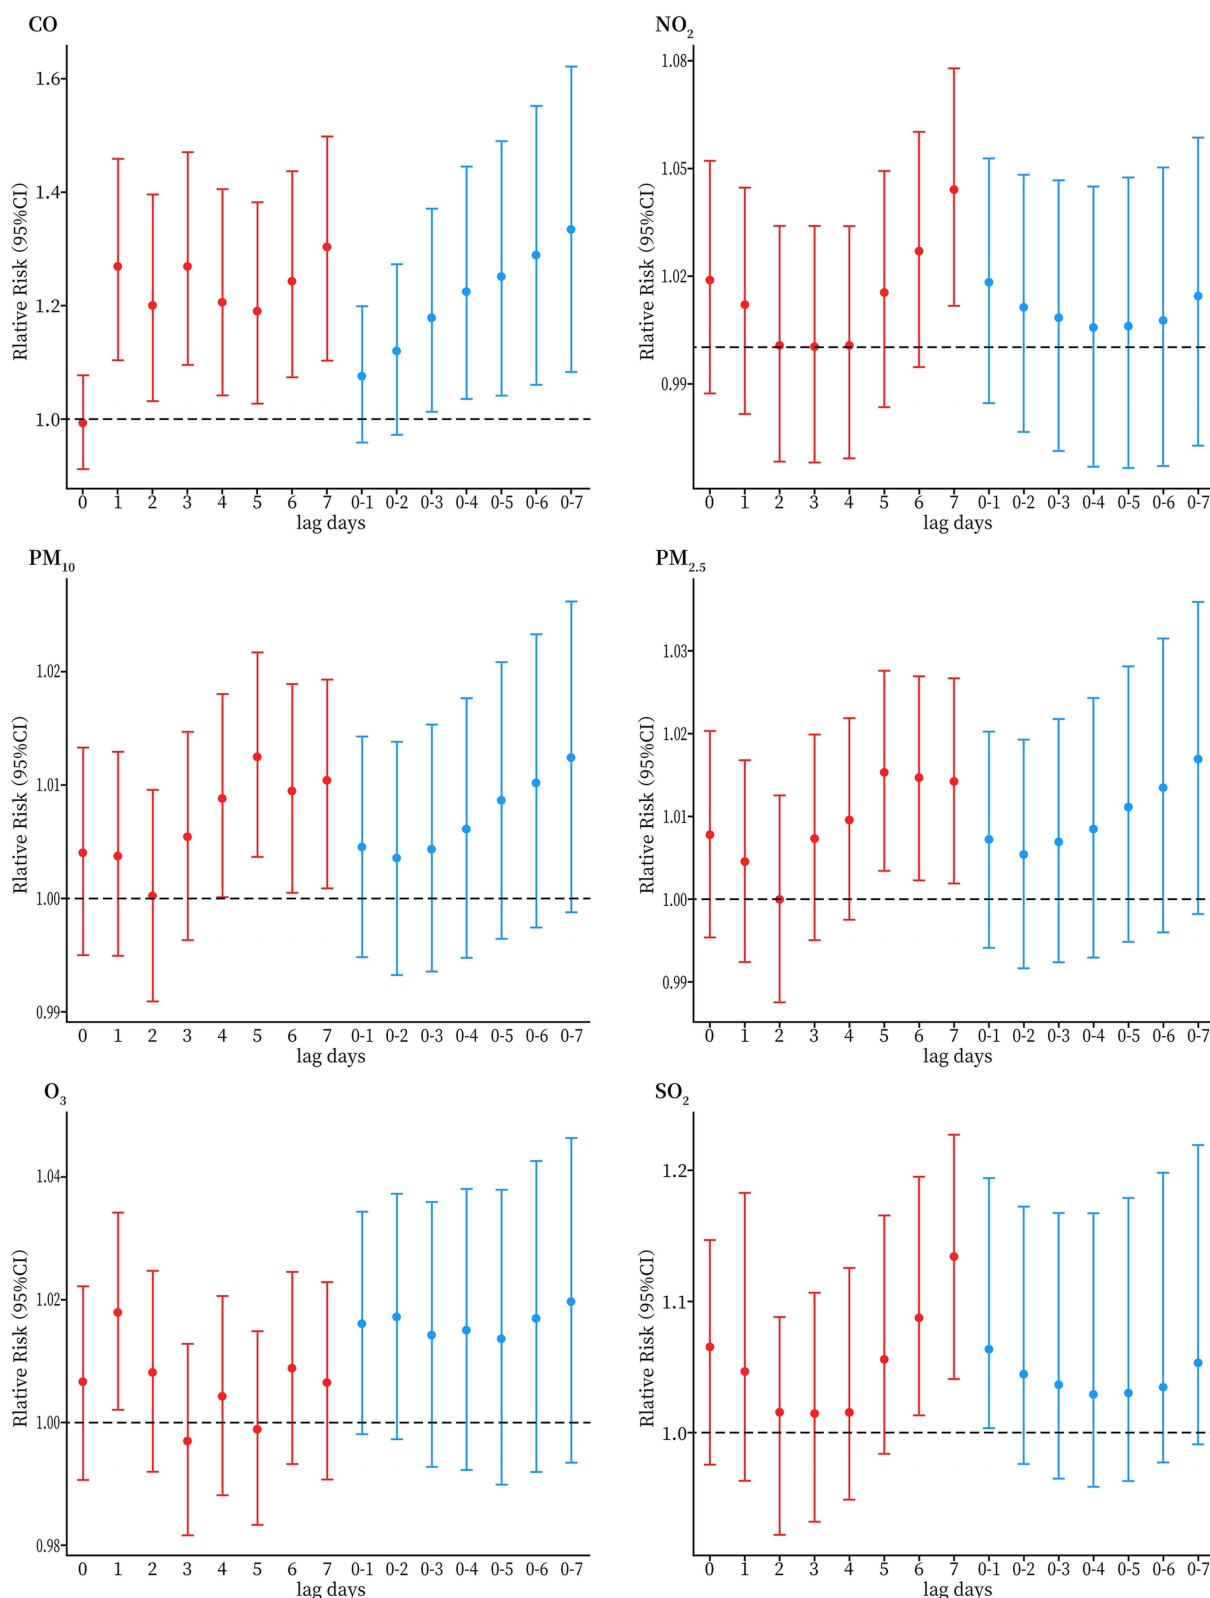 CO
Rlative Risk (95%CI)
1.6
1.4
1.2
1.0
0 1 2 3 4 5 6 7 0-1 0-2 0-3 0-4 0-5 0-6 0-7
lag days
NO2
Rlative Risk (95%CI)
1.08
1.05
1.02
0.99
0 1 2 3 4 5 6 7 0-1 0-2 0-3 0-4 0-5 0-6 0-7
lag days
PM10
Rlative Risk (95%CI)
1.02
1.01
1.00
0.99
0 1 2 3 4 5 6 7 0-1 0-2 0-3 0-4 0-5 0-6 0-7
lag days
PM2.5
Rlative Risk (95%CI)
1.03
1.02
1.01
1.00
0.99
0 1 2 3 4 5 6 7 0-1 0-2 0-3 0-4 0-5 0-6 0-7
lag days
O3
Rlative Risk (95%CI)
1.04
1.02
1.00
0.98
0 1 2 3 4 5 6 7 0-1 0-2 0-3 0-4 0-5 0-6 0-7
lag days
SO2
Rlative Risk (95%CI)
1.2
1.1
1.0
0 1 2 3 4 5 6 7 0-1 0-2 0-3 0-4 0-5 0-6 0-7
lag days